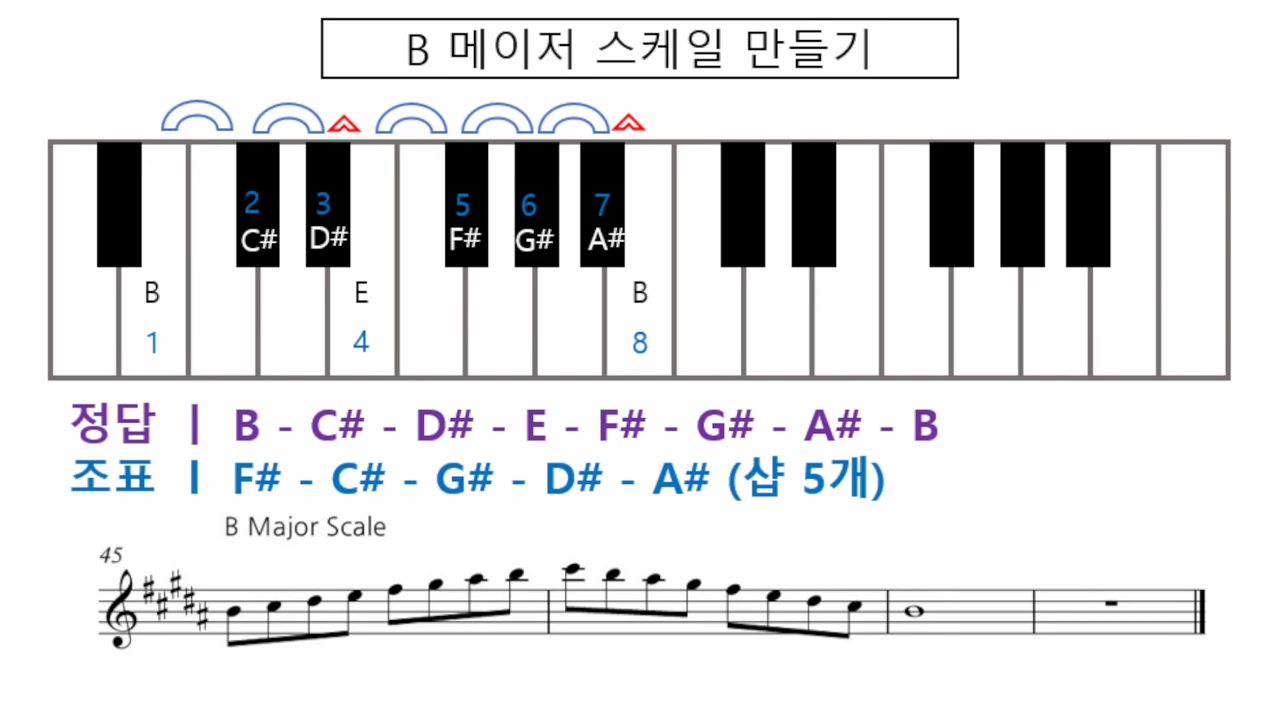 B 메이저 스케일 만들기
2 3 5 6 7
C# D# F# G# A#
B E B
1 4 8
정답 | B - C# - D# - E - F# - G# - A# - B
조표 | F# - C# - G# - D# - A# (샵 5개)
B Major Scale
45